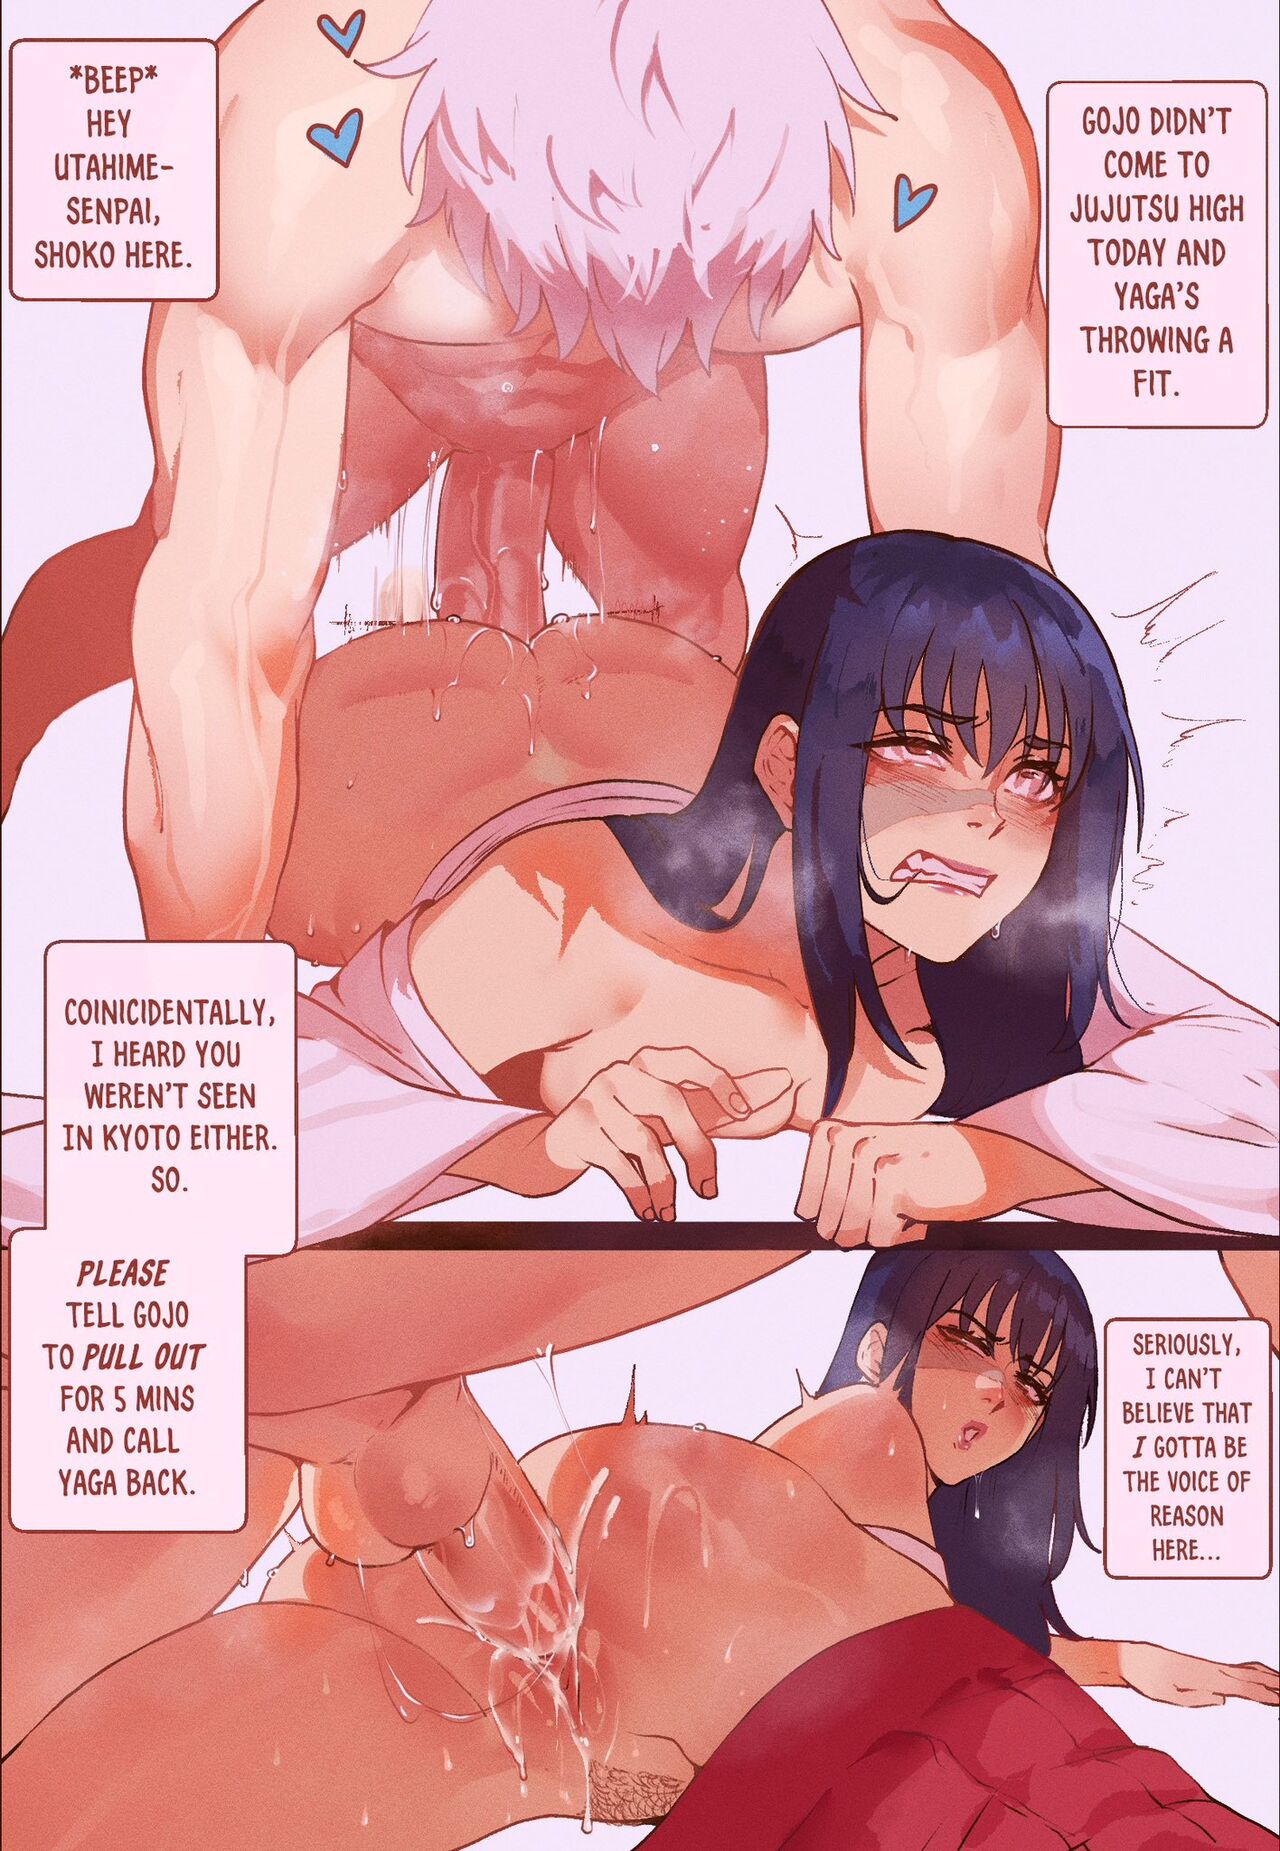 *BEEP*
HEY
UTAHIME-
SENPAI,
SHOKO HERE.
GOJO DIDN'T
COME TO
JUJUTSU HIGH
TODAY AND
YAGA'S
THROWING A
FIT.
COINICIDENTALLY,
I HEARD YOU
WEREN'T SEEN
IN KYOTO EITHER.
SO.
PLEASE
TELL GOJO
TO PULL OUT
FOR 5 MINS
AND CALL
YAGA BACK.
SERIOUSLY,
I CAN'T
BELIEVE THAT
I GOTTA BE
THE VOICE OF
REASON
HERE...